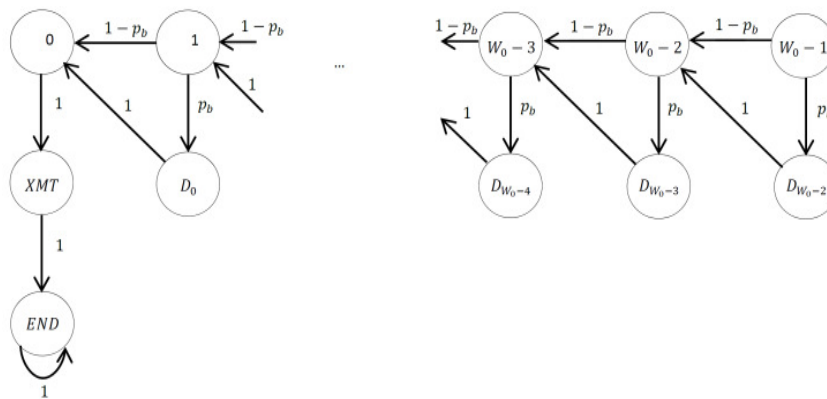 1 − p_b
1 − p_b
1 − p_b
1 − p_b
1 − p_b
0
1
W_0 − 3
W_0 − 2
W_0 − 1
...
1
1
p_b
1
1
p_b
1
p_b
1
XMT
D_0
D_{W_0−4}
D_{W_0−3}
D_{W_0−2}
1
END
1